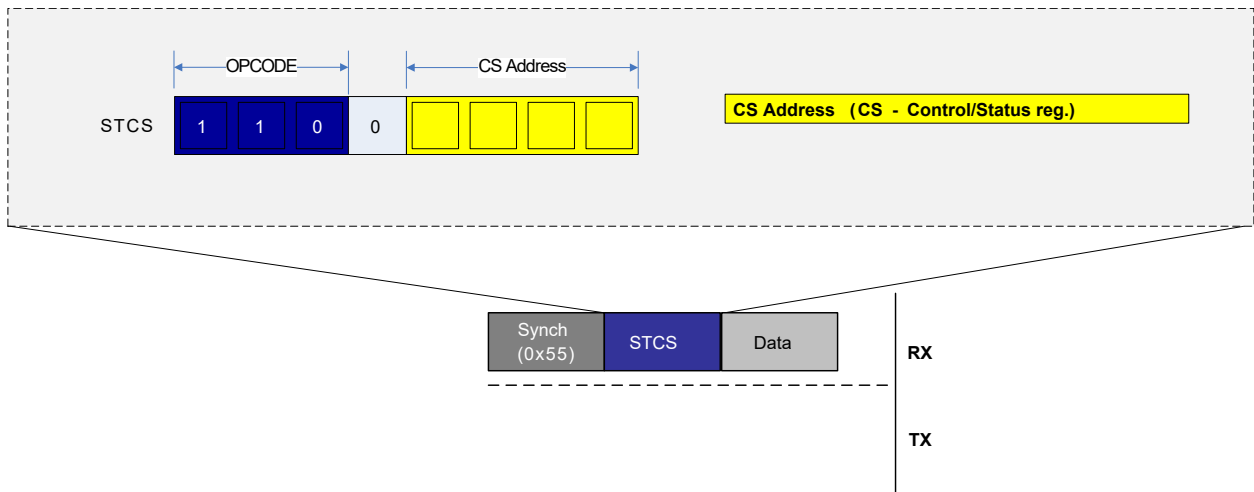 OPCODE
CS Address
STCS
1 1 0 0
CS Address (CS - Control/Status reg.)
Synch
(0x55)
STCS
Data
RX
TX